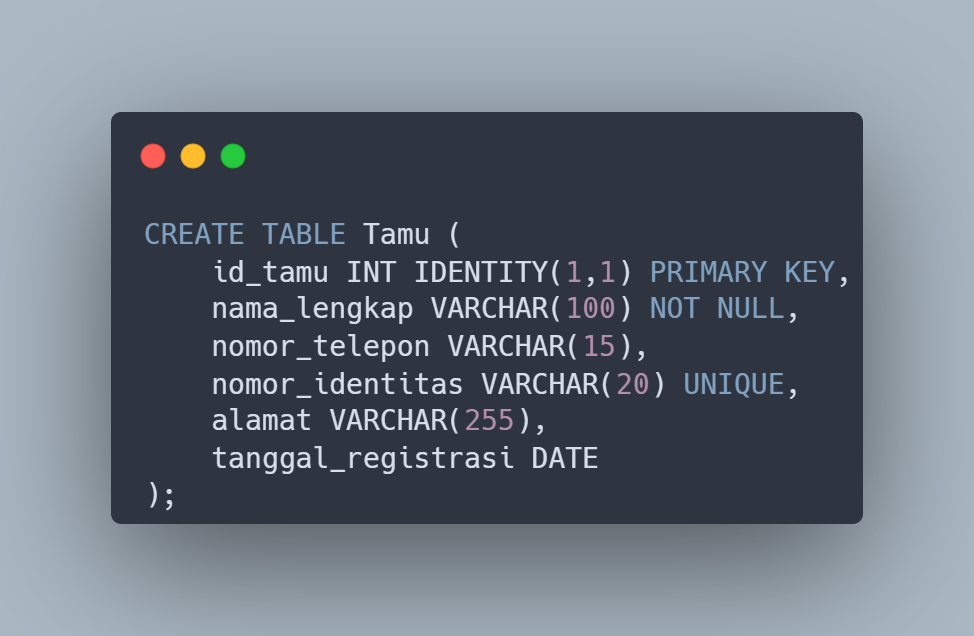 CREATE TABLE Tamu (
    id_tamu INT IDENTITY(1,1) PRIMARY KEY,
    nama_lengkap VARCHAR(100) NOT NULL,
    nomor_telepon VARCHAR(15),
    nomor_identitas VARCHAR(20) UNIQUE,
    alamat VARCHAR(255),
    tanggal_registrasi DATE
);